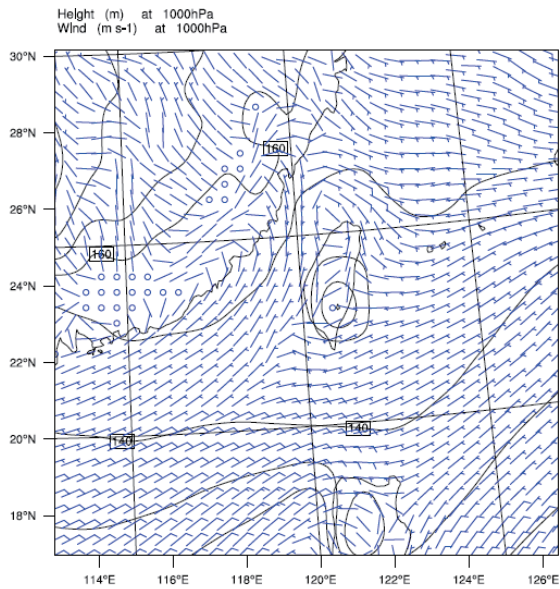 Height (m) at 1000hPa
Wind (m s-1) at 1000hPa
30°N
28°N
160
26°N
160
24°N
22°N
20°N
140
140
18°N
114°E 116°E 118°E 120°E 122°E 124°E 126°E